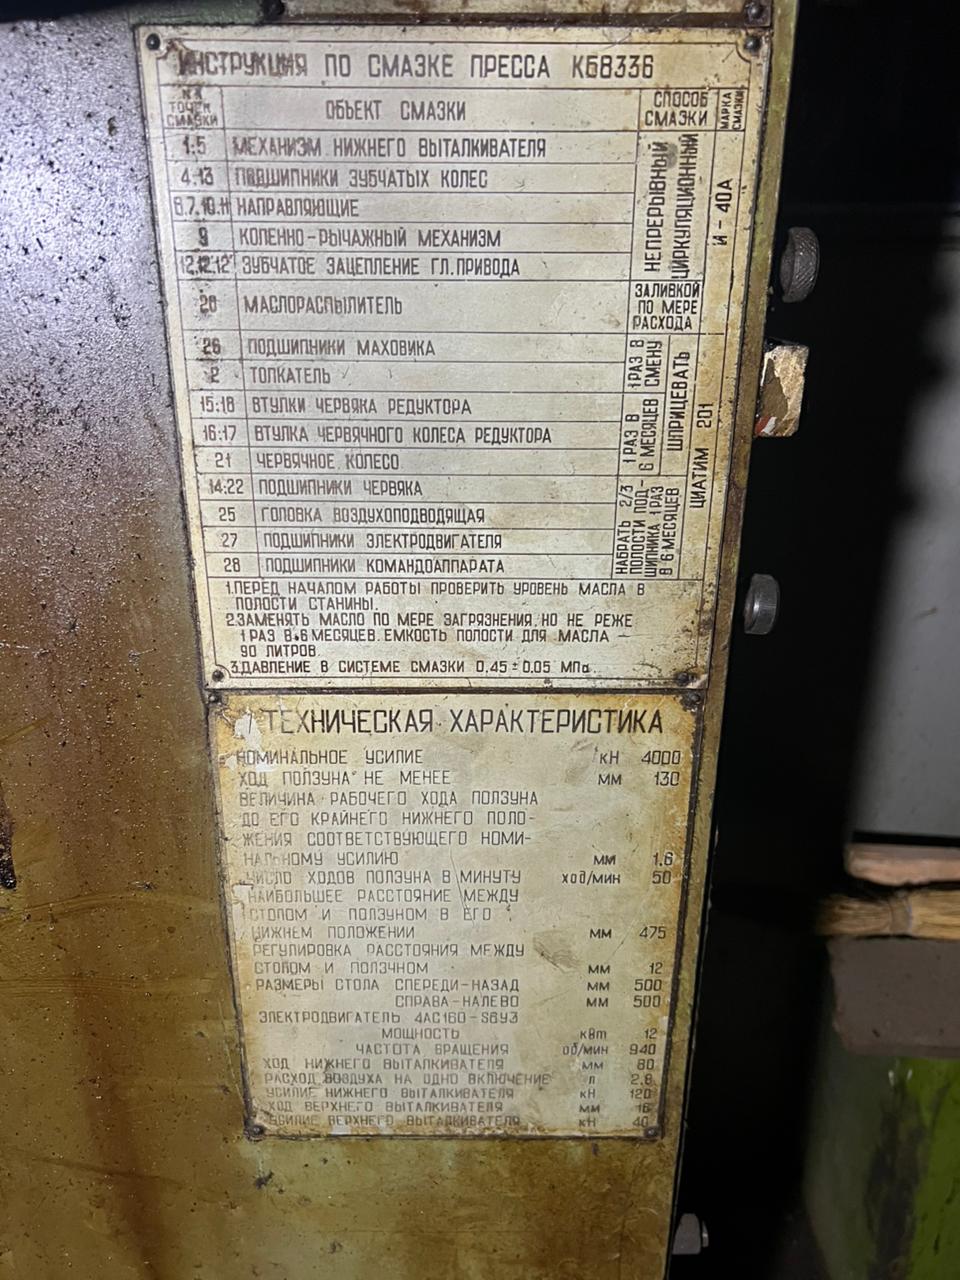 ИНСТРУКЦИЯ ПО СМАЗКЕ ПРЕССА КБ8336
ТОЧЕК СМАЗКИ
ОБЪЕКТ СМАЗКИ
СПОСОБ СМАЗКИ
МАРКА СМАЗКИ
1:5 МЕХАНИЗМ НИЖНЕГО ВЫТАЛКИВАТЕЛЯ
4:13 ПОДШИПНИКИ ЗУБЧАТЫХ КОЛЕС
НАПРАВЛЯЮЩИЕ
9 КОЛЕННО-РЫЧАЖНЫЙ МЕХАНИЗМ
ЗУБЧАТОЕ ЗАЦЕПЛЕНИЕ ГЛ. ПРИВОДА
НЕПРЕРЫВНЫЙ ЦИРКУЛЯЦИОННЫЙ
МАСЛОРАСПЫЛИТЕЛЬ
ЗАЛИВКОЙ ПО МЕРЕ РАСХОДА
И-40А
26 ПОДШИПНИКИ МАХОВИКА
2 ТОЛКАТЕЛЬ
1 РАЗ В СМЕНУ
15:18 ВТУЛКИ ЧЕРВЯКА РЕДУКТОРА
16:17 ВТУЛКА ЧЕРВЯЧНОГО КОЛЕСА РЕДУКТОРА
21 ЧЕРВЯЧНОЕ КОЛЕСО
1 РАЗ В 6 МЕСЯЦЕВ
ШПРИЦЕВАТЬ
14:22 ПОДШИПНИКИ ЧЕРВЯКА
25 ГОЛОВКА ВОЗДУХОПОДВОДЯЩАЯ
27 ПОДШИПНИКИ ЭЛЕКТРОДВИГАТЕЛЯ
28 ПОДШИПНИКИ КОМАНДОАППАРАТА
НАБРАТЬ 2/3 ПОЛОСТИ ПОД-
ШИПНИКА 1 РАЗ В 6 МЕСЯЦЕВ
ЦИАТИМ 201
1.ПЕРЕД НАЧАЛОМ РАБОТЫ ПРОВЕРИТЬ УРОВЕНЬ МАСЛА В
ПОЛОСТИ СТАНИНЫ.
2.ЗАМЕНЯТЬ МАСЛО ПО МЕРЕ ЗАГРЯЗНЕНИЯ, НО НЕ РЕЖЕ
1 РАЗ В 6 МЕСЯЦЕВ. ЕМКОСТЬ ПОЛОСТИ ДЛЯ МАСЛА —
90 ЛИТРОВ
3.ДАВЛЕНИЕ В СИСТЕМЕ СМАЗКИ 0,45±0,05 МПа.
ТЕХНИЧЕСКАЯ ХАРАКТЕРИСТИКА
НОМИНАЛЬНОЕ УСИЛИЕ кН 4000
ХОД ПОЛЗУНА НЕ МЕНЕЕ мм 130
ВЕЛИЧИНА РАБОЧЕГО ХОДА ПОЛЗУНА
ДО ЕГО КРАЙНЕГО НИЖНЕГО ПОЛО-
ЖЕНИЯ СООТВЕТСТВУЮЩЕГО НОМИ-
НАЛЬНОМУ УСИЛИЮ мм 1,6
ЧИСЛО ХОДОВ ПОЛЗУНА В МИНУТУ ход/мин 50
НАИБОЛЬШЕЕ РАССТОЯНИЕ МЕЖДУ
СТОЛОМ И ПОЛЗУНОМ В ЕГО
НИЖНЕМ ПОЛОЖЕНИИ мм 475
РЕГУЛИРОВКА РАССТОЯНИЯ МЕЖДУ
СТОЛОМ И ПОЛЗУНОМ мм 12
РАЗМЕРЫ СТОЛА СПЕРЕДИ-НАЗАД мм 500
СПРАВА-НАЛЕВО мм 500
ЭЛЕКТРОДВИГАТЕЛЬ 4АС160-S6У3
МОЩНОСТЬ кВт 12
ЧАСТОТА ВРАЩЕНИЯ об/мин 940
ХОД НИЖНЕГО ВЫТАЛКИВАТЕЛЯ мм 80
РАСХОД ВОЗДУХА НА ОДНО ВКЛЮЧЕНИЕ л 2,8
УСИЛИЕ НИЖНЕГО ВЫТАЛКИВАТЕЛЯ кН 120
ХОД ВЕРХНЕГО ВЫТАЛКИВАТЕЛЯ мм 16
УСИЛИЕ ВЕРХНЕГО ВЫТАЛКИВАТЕЛЯ кН 40